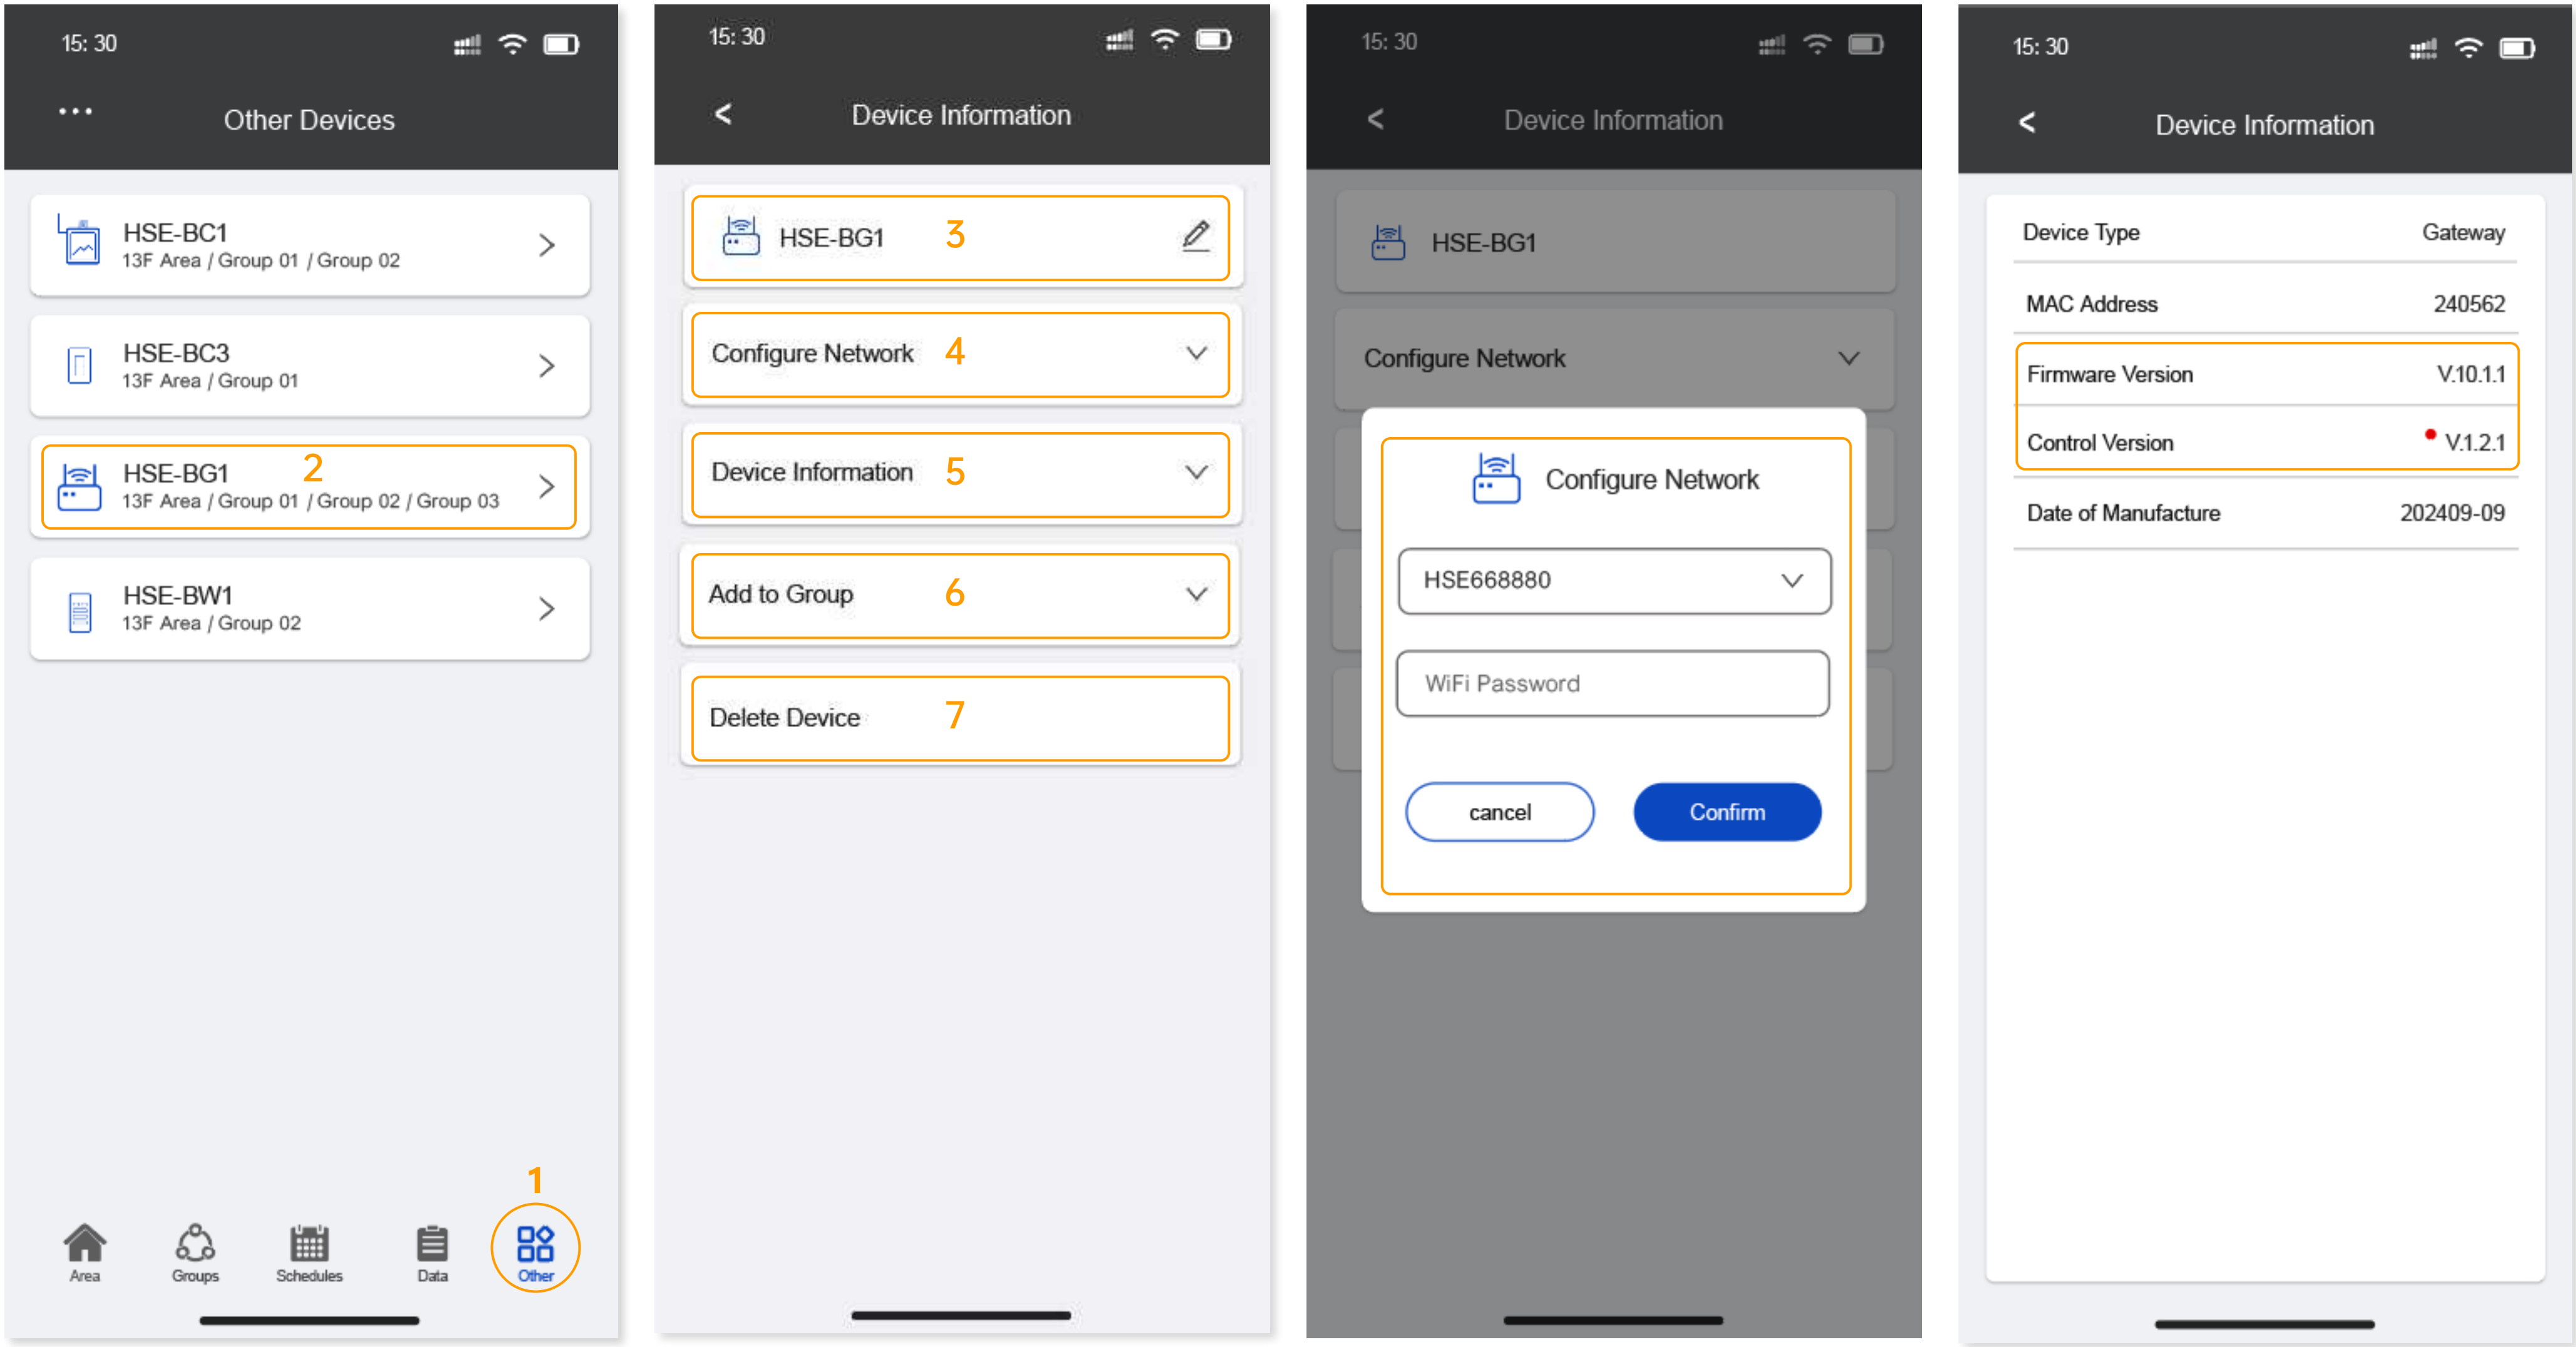 15: 30
Other Devices
HSE-BC1
13F Area / Group 01 / Group 02
HSE-BC3
13F Area / Group 01
HSE-BG1
2
13F Area / Group 01 / Group 02 / Group 03
HSE-BW1
13F Area / Group 02
1
Area
Groups
Schedules
Data
Other
15: 30
Device Information
HSE-BG1 3
Configure Network 4
Device Information 5
Add to Group 6
Delete Device 7
15: 30
Device Information
HSE-BG1
Configure Network
Configure Network
HSE668880
WiFi Password
cancel
Confirm
15: 30
Device Information
Device Type Gateway
MAC Address 240562
Firmware Version V.10.1.1
Control Version V.1.2.1
Date of Manufacture 202409-09